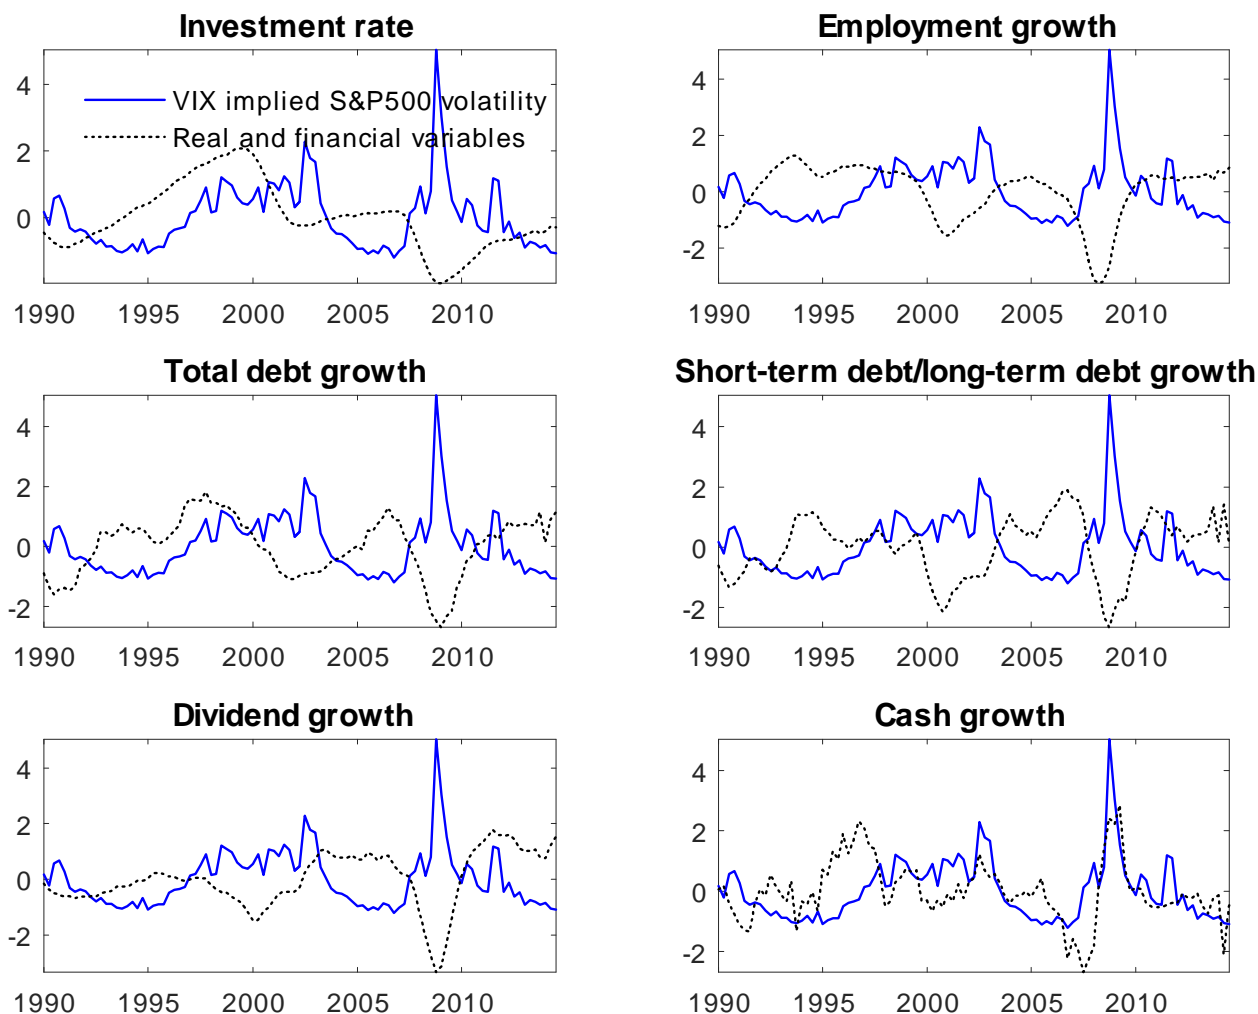 Investment rate
4
2
0
VIX implied S&P500 volatility
Real and financial variables
1990 1995 2000 2005 2010
Employment growth
4
2
0
-2
1990 1995 2000 2005 2010
Total debt growth
4
2
0
-2
1990 1995 2000 2005 2010
Short-term debt/long-term debt growth
4
2
0
-2
1990 1995 2000 2005 2010
Dividend growth
4
2
0
-2
1990 1995 2000 2005 2010
Cash growth
4
2
0
-2
1990 1995 2000 2005 2010